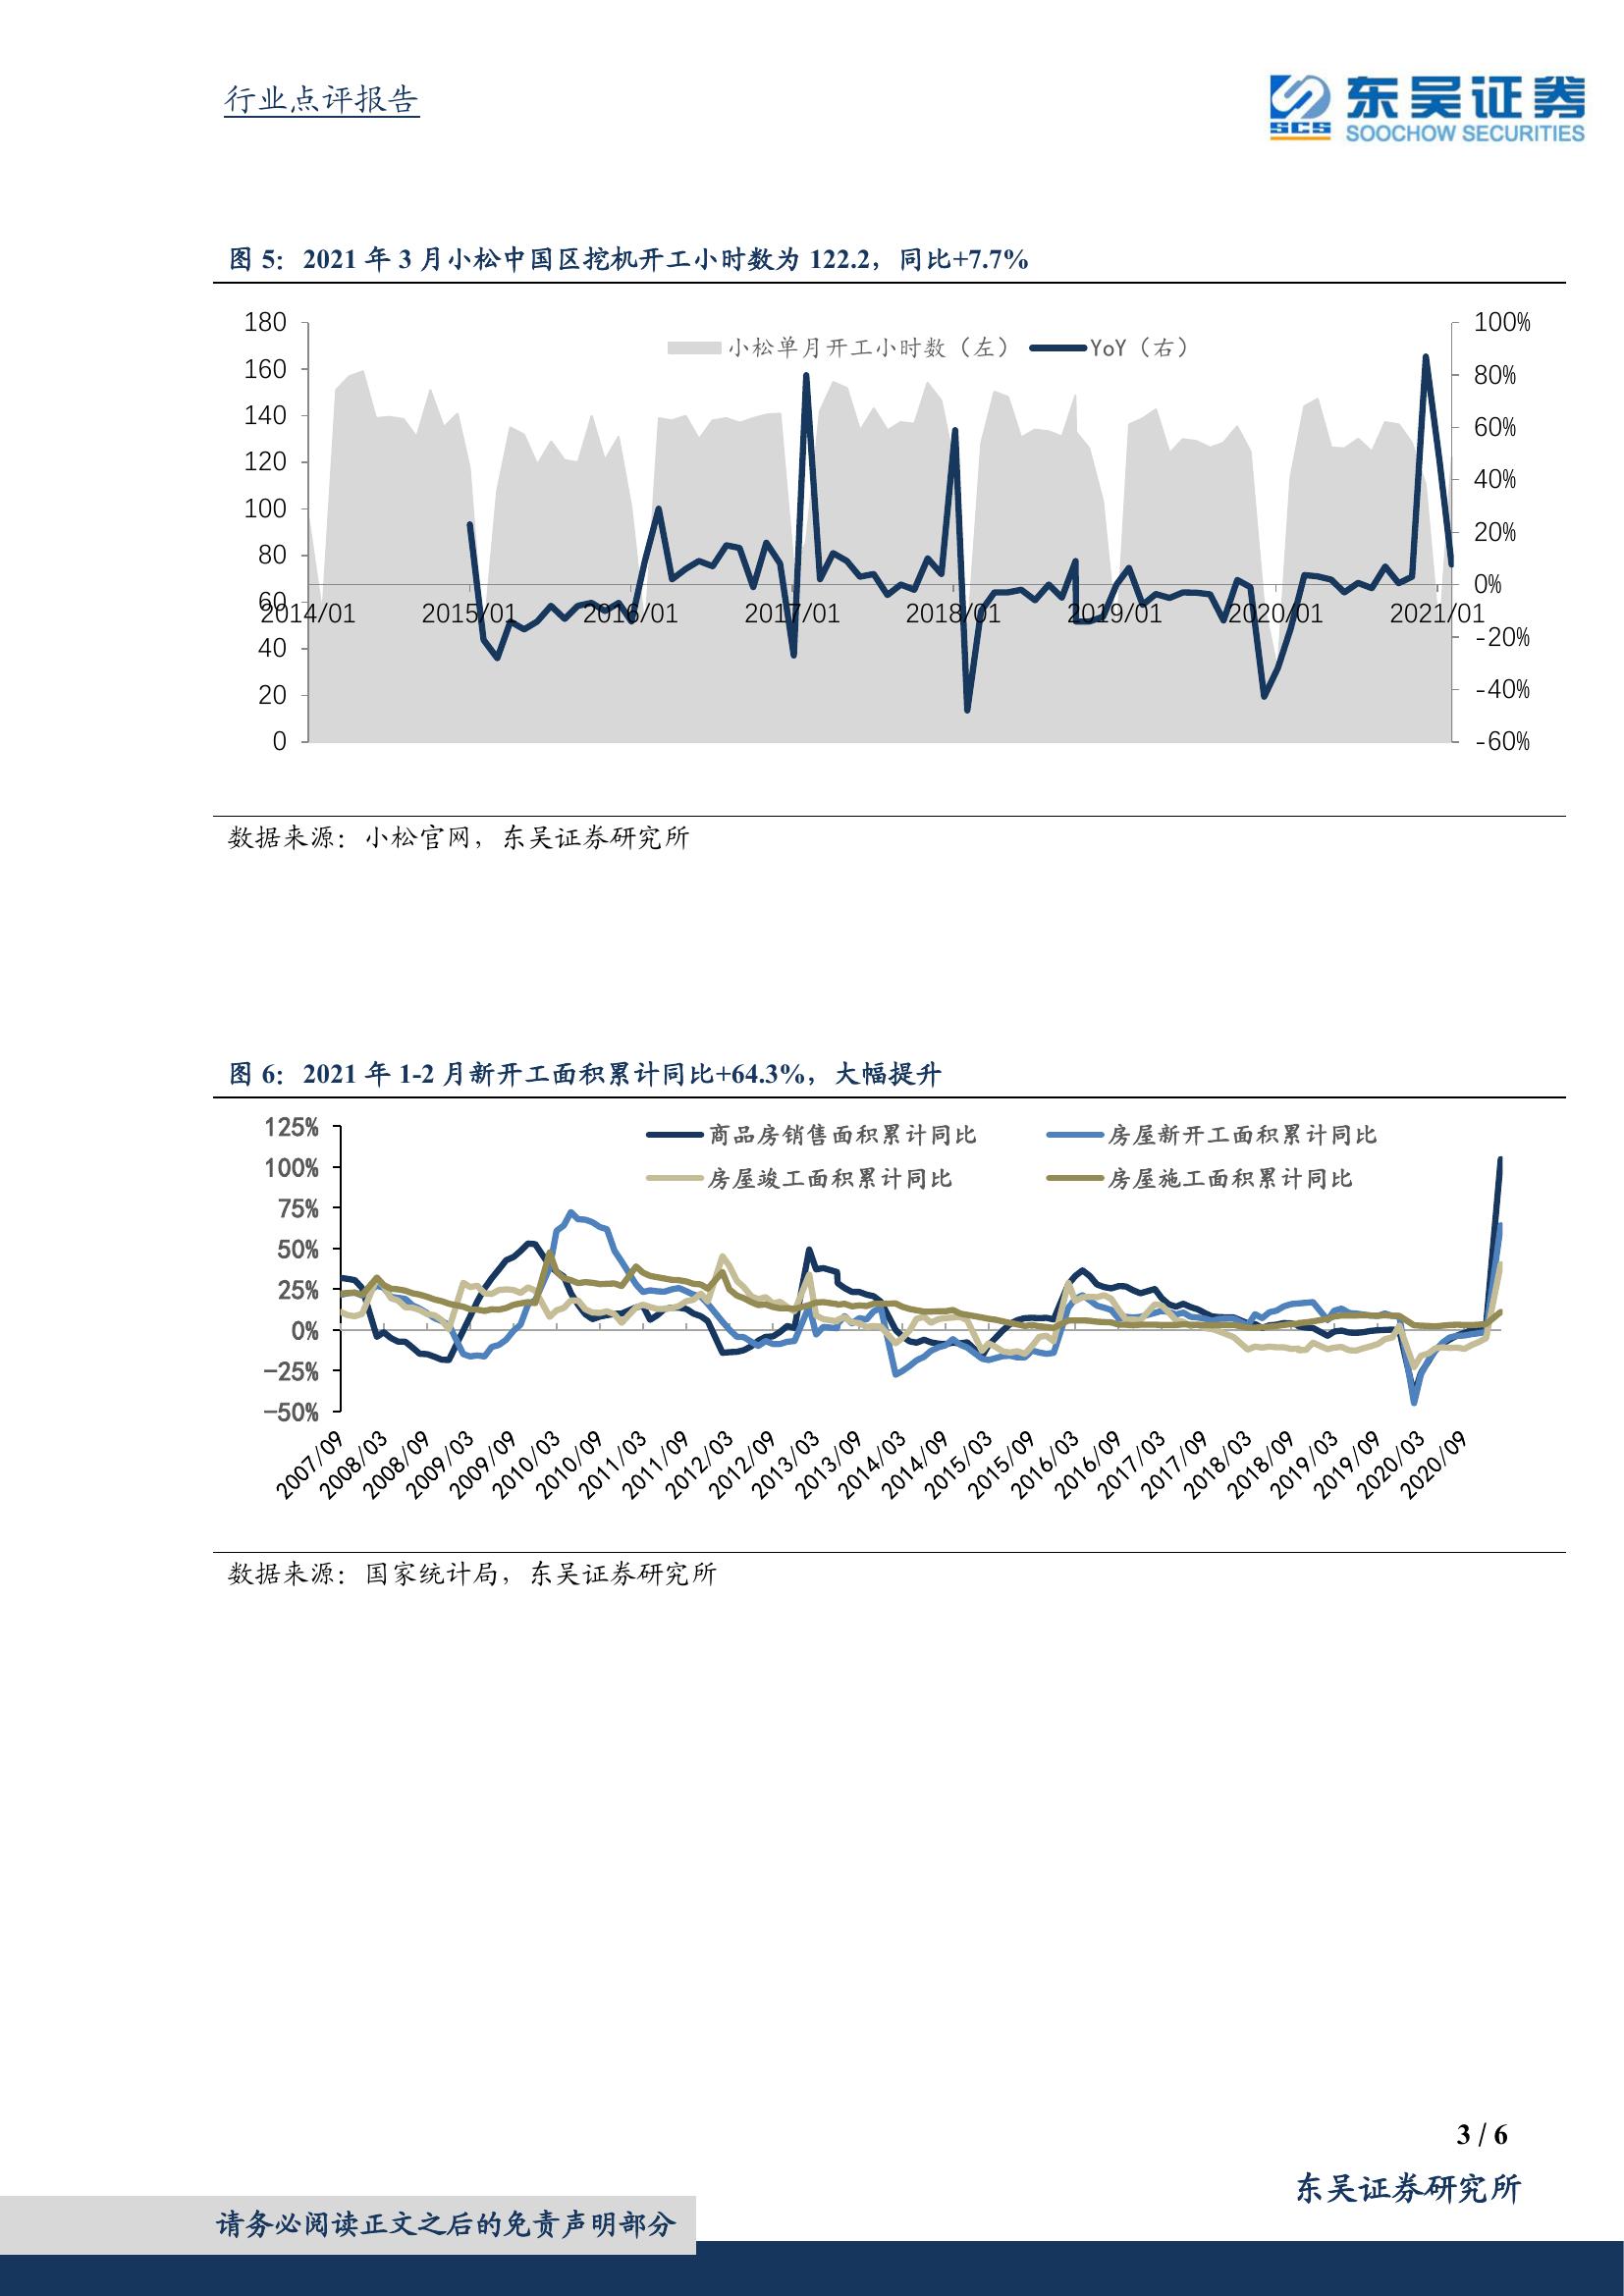 行业点评报告
SCS
东吴证券
SOOCHOW SECURITIES
图 5： 2021 年 3 月小松中国区挖机开工小时数为 122.2，同比+7.7%
小松单月开工小时数（左） YoY（右）
180
160
140
120
100
80
60
40
20
0
100%
80%
60%
40%
20%
0%
-20%
-40%
-60%
2014/01 2015/01 2016/01 2017/01 2018/01 2019/01 2020/01 2021/01
数据来源：小松官网，东吴证券研究所
图 6： 2021 年 1-2 月新开工面积累计同比+64.3%，大幅提升
商品房销售面积累计同比 房屋新开工面积累计同比
房屋竣工面积累计同比 房屋施工面积累计同比
125%
100%
75%
50%
25%
0%
-25%
-50%
2007/09 2008/03 2008/09 2009/03 2009/09 2010/03 2010/09 2011/03 2011/09 2012/03 2012/09 2013/03 2013/09 2014/03 2014/09 2015/03 2015/09 2016/03 2016/09 2017/03 2017/09 2018/03 2018/09 2019/03 2019/09 2020/03 2020/09
数据来源：国家统计局，东吴证券研究所
3 / 6
东吴证券研究所
请务必阅读正文之后的免责声明部分